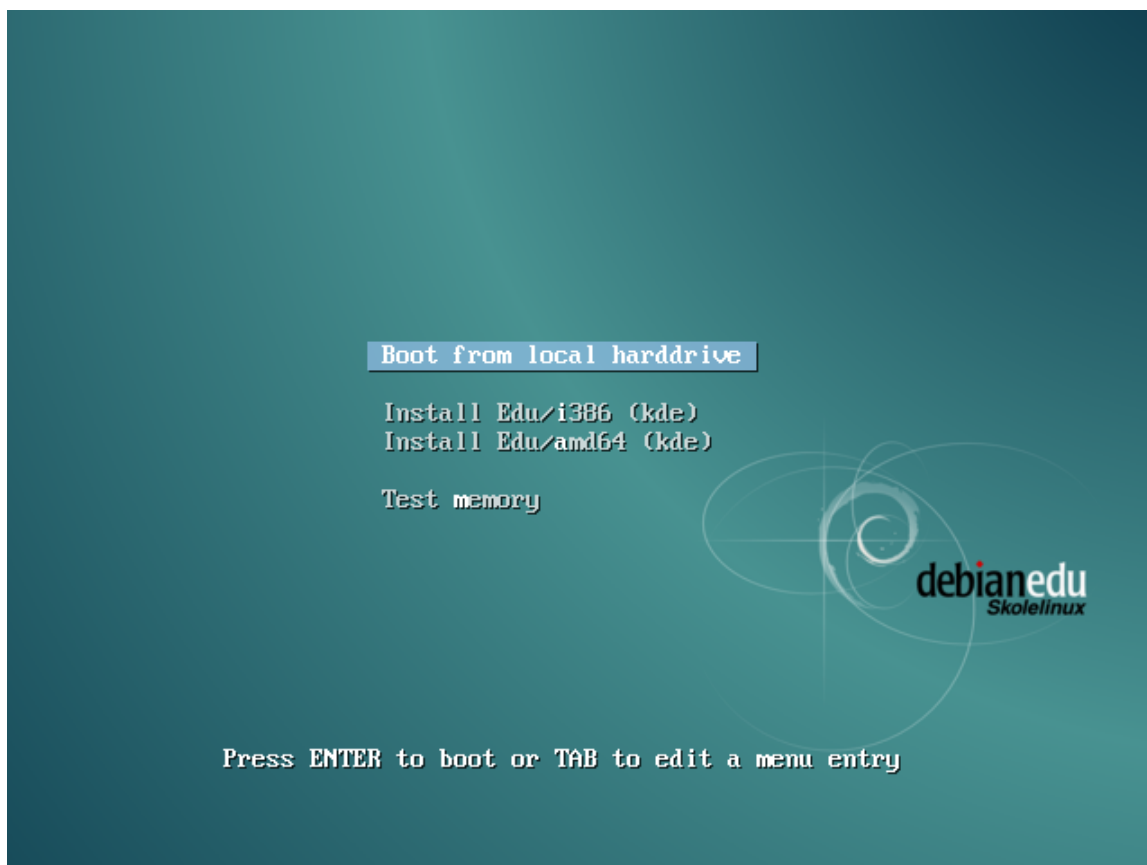 Boot from local harddrive
Install Edu/i386 (kde)
Install Edu/amd64 (kde)
Test memory
debianedu
Skolelinux
Press ENTER to boot or TAB to edit a menu entry